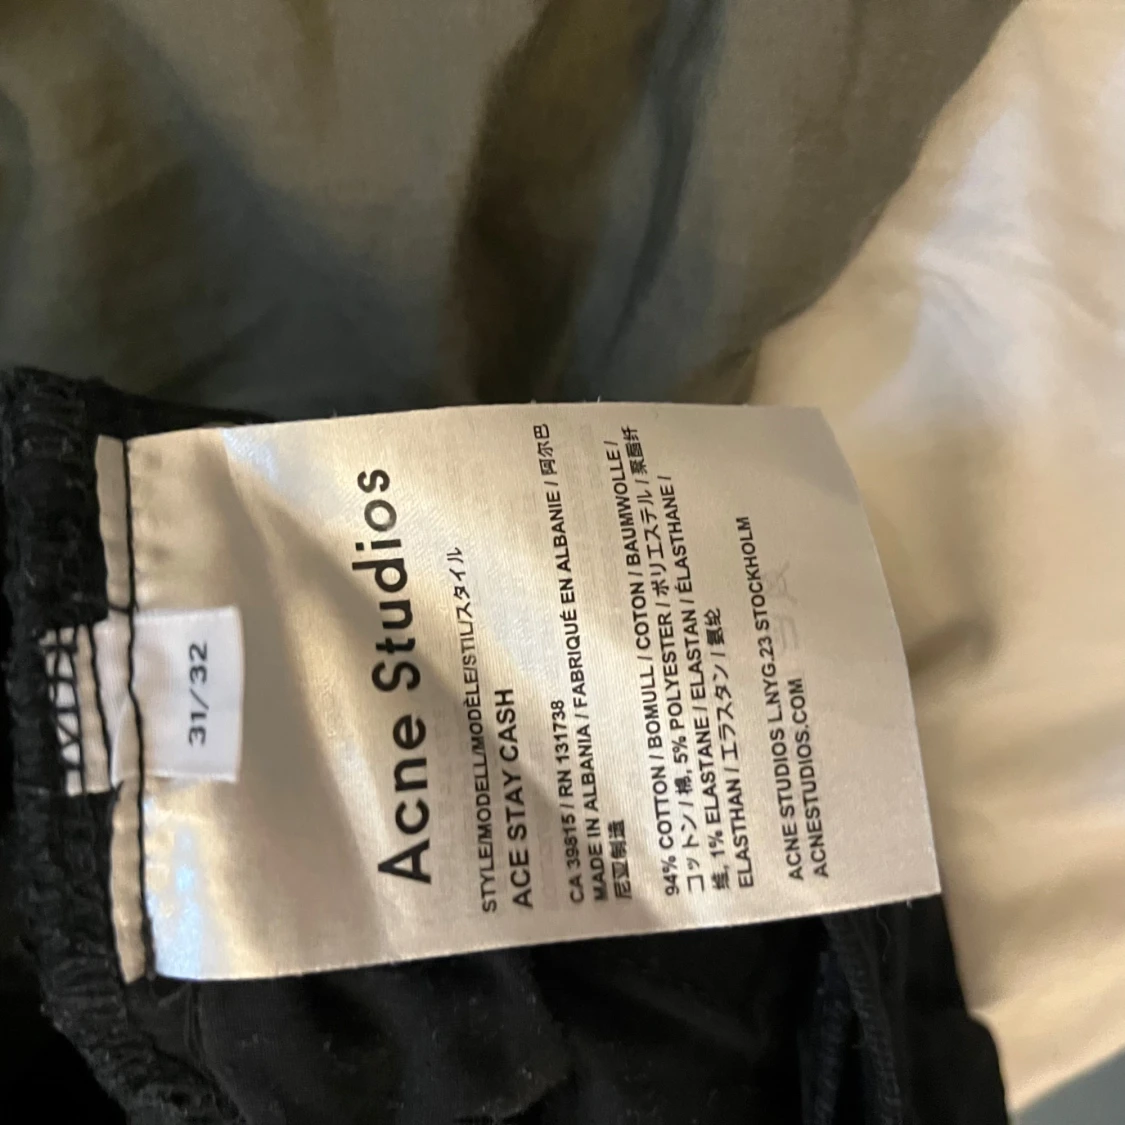 31/32
Acne Studios
STYLE/MODELL/MODÈLE/STIL/スタイル
ACE STAY CASH
CA 39815 / RN 131738
MADE IN ALBANIA / FABRIQUÉ EN ALBANIE / 阿尔巴
尼亚制造
94% COTTON / BOMULL / COTON / BAUMWOLLE /
コットン / 棉, 5% POLYESTER / ポリエステル / 聚酯纤
维, 1% ELASTANE / ELASTAN / ÉLASTHANE /
ELASTHAN / エラスタン / 氨纶
ACNE STUDIOS L.NYG.23 STOCKHOLM
ACNESTUDIOS.COM